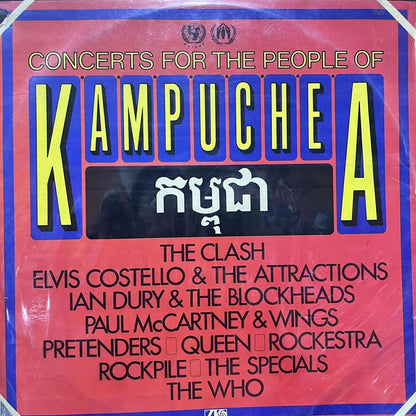 CONCERTS FOR THE PEOPLE OF
KAMPUCHEA
កម្ពុជា
THE CLASH
ELVIS COSTELLO & THE ATTRACTIONS
IAN DURY & THE BLOCKHEADS
PAUL McCARTNEY & WINGS
PRETENDERS □ QUEEN □ ROCKESTRA
ROCKPILE □ THE SPECIALS
THE WHO